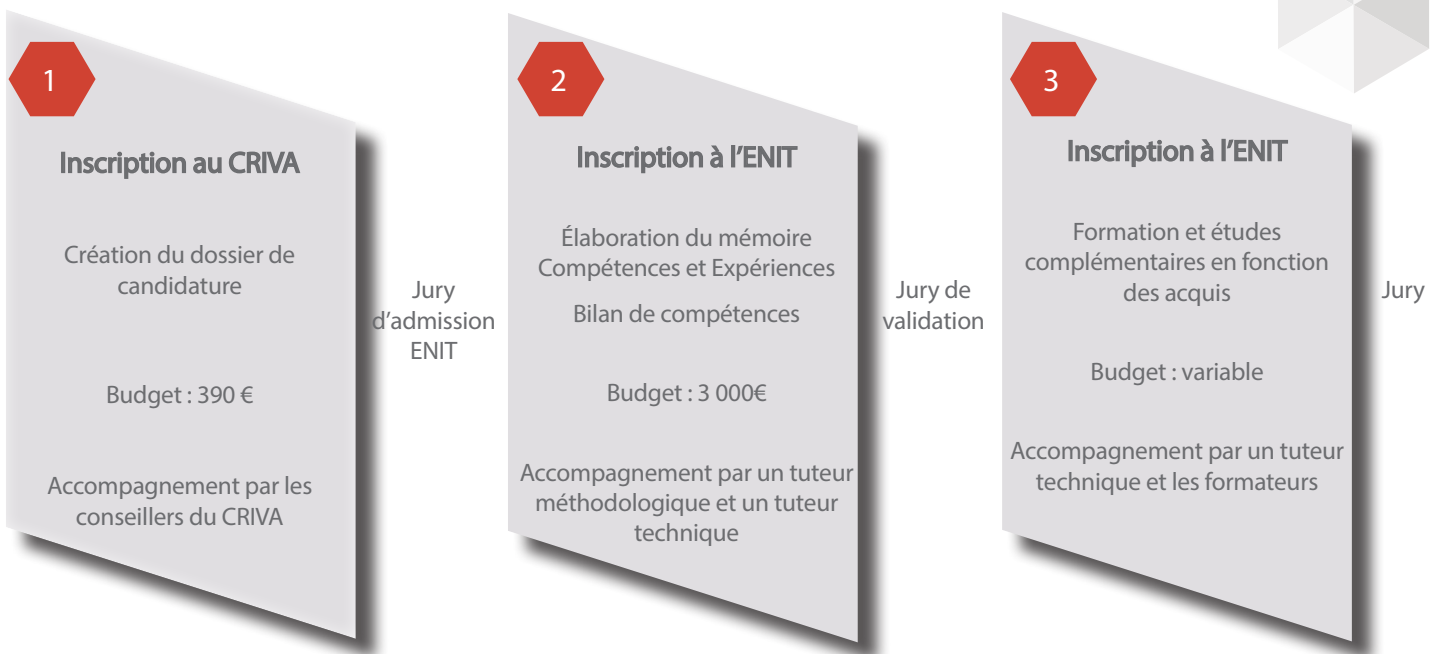 1
Inscription au CRIVA
Création du dossier de
candidature
Budget : 390 €
Accompagnement par les
conseillers du CRIVA
Jury
d’admission
ENIT
2
Inscription à l’ENIT
Élaboration du mémoire
Compétences et Expériences
Bilan de compétences
Budget : 3 000€
Accompagnement par un tuteur
méthodologique et un tuteur
technique
Jury de
validation
3
Inscription à l’ENIT
Formation et études
complémentaires en fonction
des acquis
Budget : variable
Accompagnement par un tuteur
technique et les formateurs
Jury